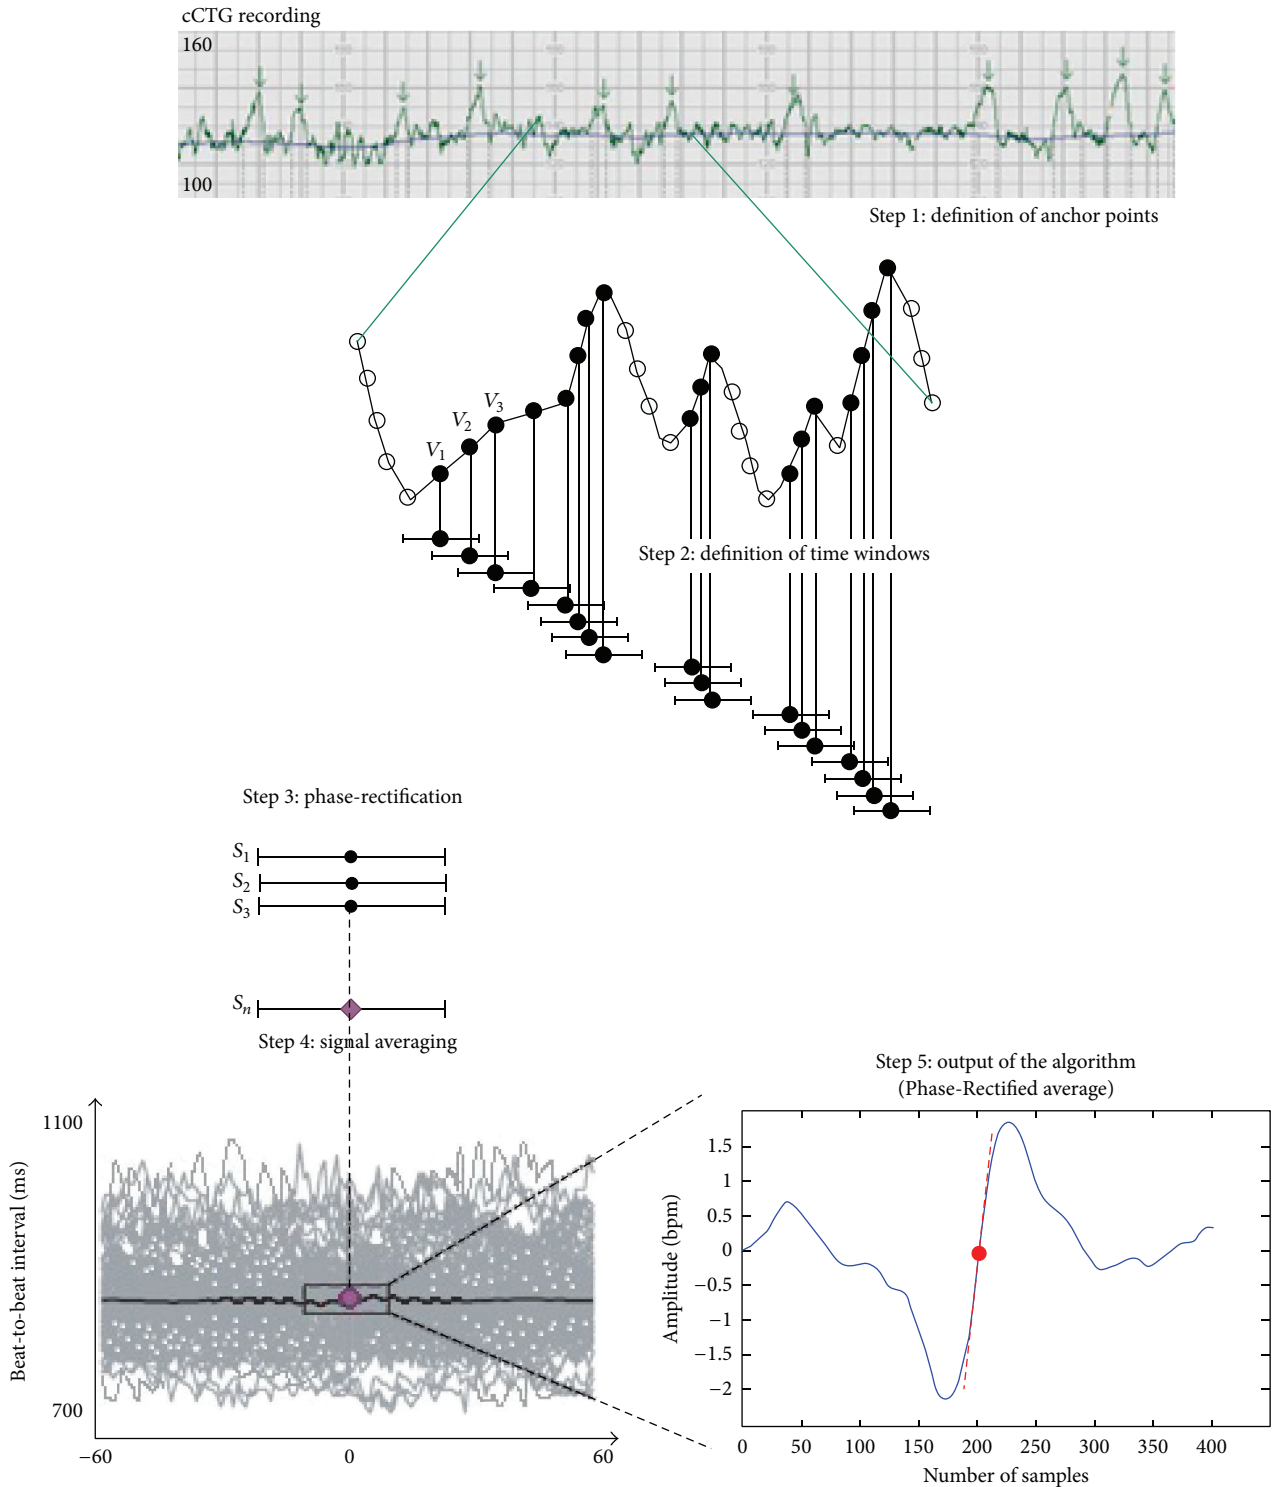 cCTG recording
160
100
Step 1: definition of anchor points
V1
V2
V3
Step 2: definition of time windows
Step 3: phase-rectification
S1
S2
S3
Sn
Step 4: signal averaging
1100
700
Beat-to-beat interval (ms)
−60
0
60
Step 5: output of the algorithm
(Phase-Rectified average)
Amplitude (bpm)
1.5
1
0.5
0
−0.5
−1
−1.5
−2
0 50 100 150 200 250 300 350 400
Number of samples